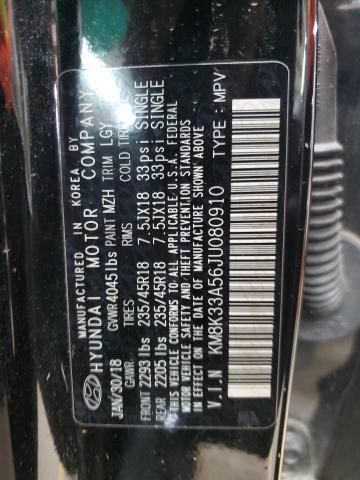 MANUFACTURED IN KOREA BY
HYUNDAI MOTOR COMPANY
GVWR 4045 lbs PAINT MZH TRIM LGY
JAN/30/18 GAWR TIRES RIMS COLD TIRE
FRONT 2293 lbs 235/45R18 7.5JX18 33psi SINGLE
REAR 2205 lbs 235/45R18 7.5JX18 33psi SINGLE
THIS VEHICLE CONFORMS TO ALL APPLICABLE U.S.A. FEDERAL
MOTOR VEHICLE SAFETY AND THEFT PREVENTION STANDARDS
IN EFFECT ON THE DATE OF MANUFACTURE SHOWN ABOVE
V.I.N KM8K33A56JU080910 TYPE: MPV